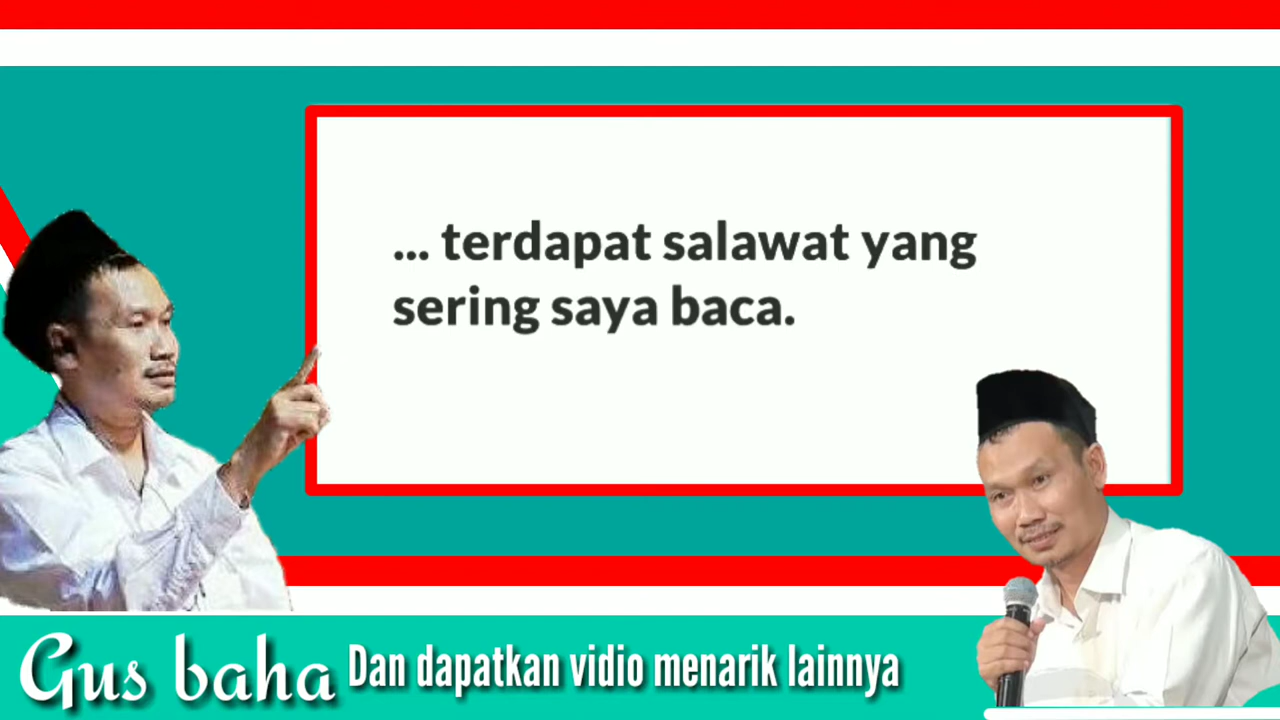 ... terdapat salawat yang
sering saya baca.
Gus baha Dan dapatkan vidio menarik lainnya